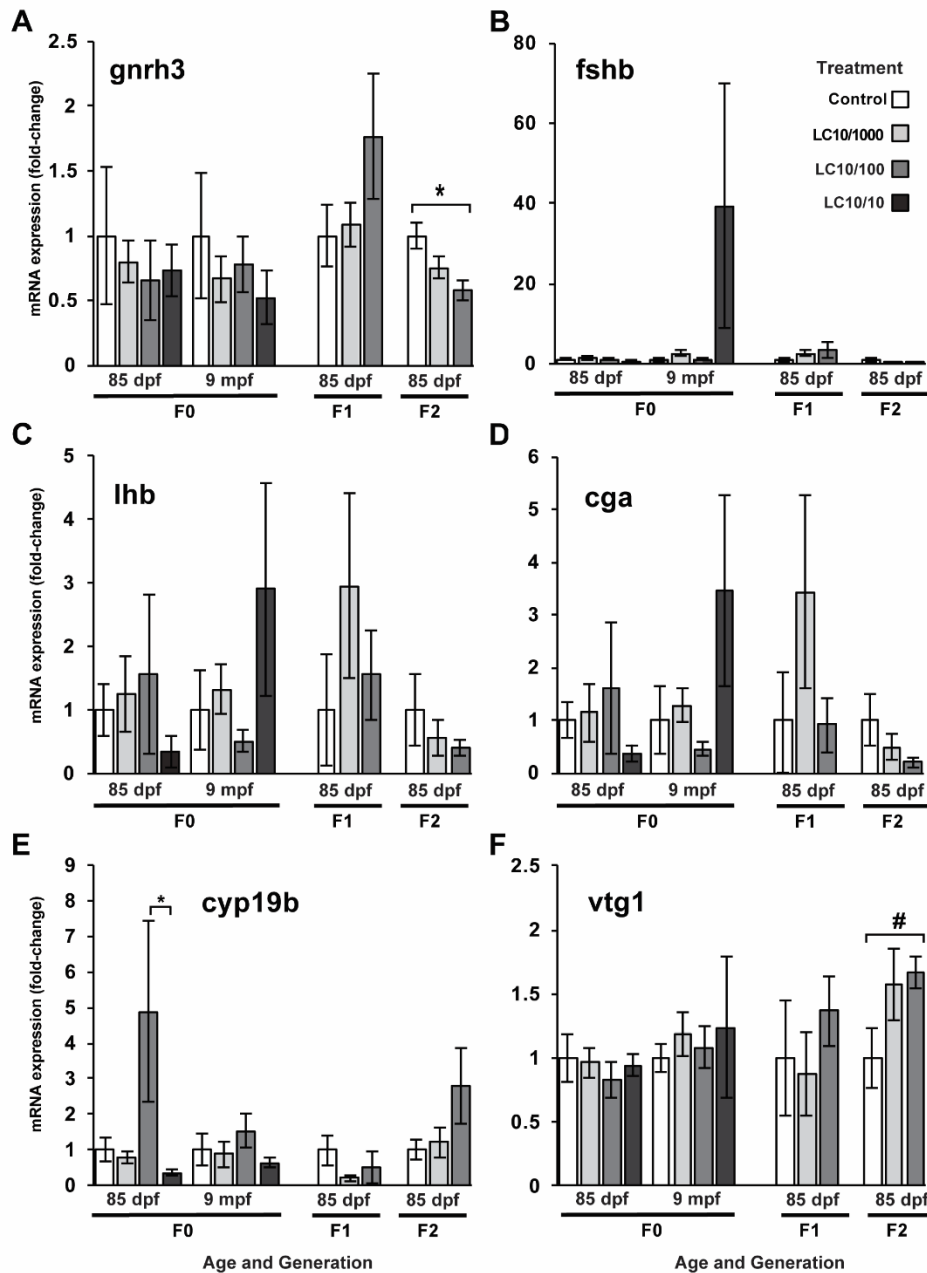 A
gnrh3
mRNA expression (fold-change)
2.5
2
1.5
1
0.5
0
*
85 dpf 9 mpf 85 dpf 85 dpf
F0 F1 F2
B
fshb
80
60
40
20
0
Treatment
Control
LC10/1000
LC10/100
LC10/10
85 dpf 9 mpf 85 dpf 85 dpf
F0 F1 F2
C
lhb
mRNA expression (fold-change)
5
4
3
2
1
0
85 dpf 9 mpf 85 dpf 85 dpf
F0 F1 F2
D
cga
6
5
4
3
2
1
0
85 dpf 9 mpf 85 dpf 85 dpf
F0 F1 F2
E
cyp19b
mRNA expression (fold-change)
9
8
7
6
5
4
3
2
1
0
*
85 dpf 9 mpf 85 dpf 85 dpf
F0 F1 F2
Age and Generation
F
vtg1
2.5
2
1.5
1
0.5
0
#
85 dpf 9 mpf 85 dpf 85 dpf
F0 F1 F2
Age and Generation